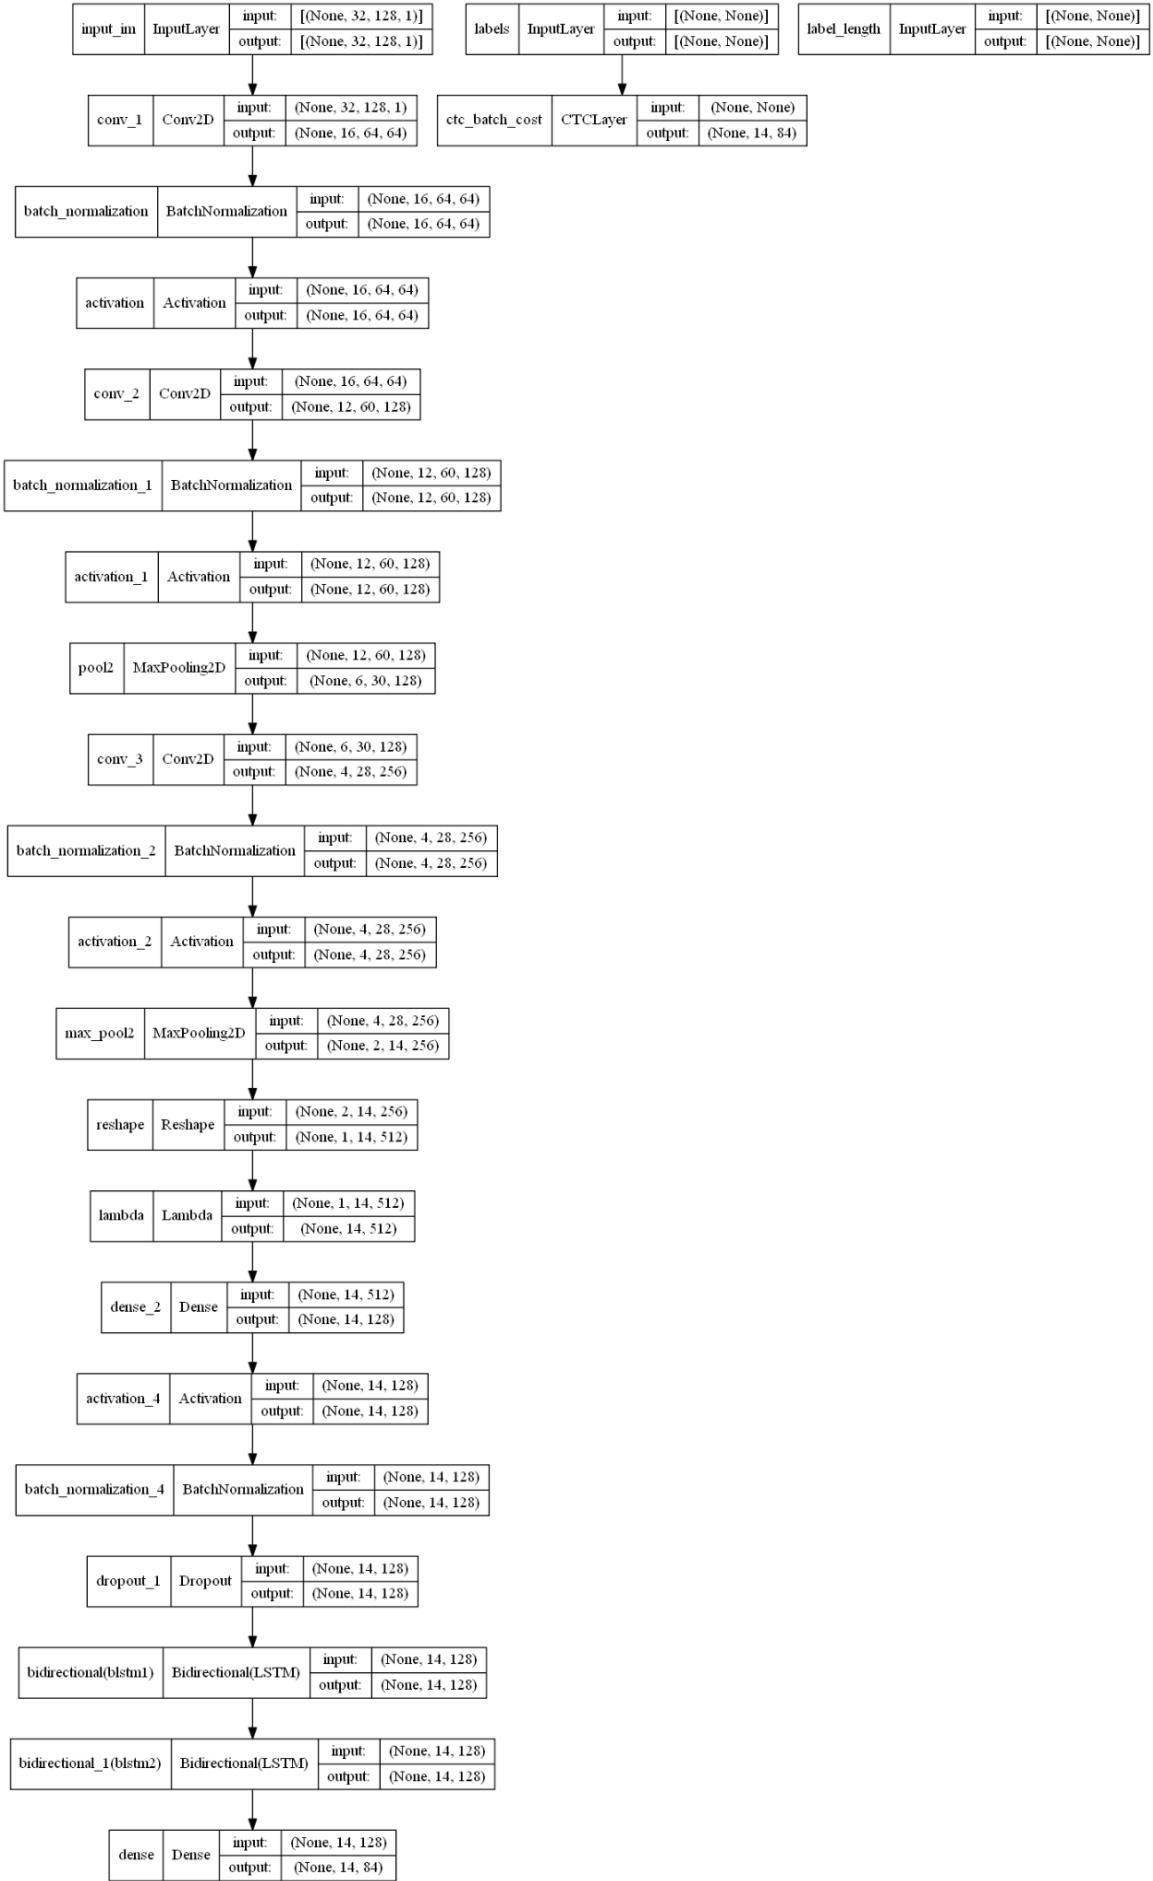 input_im InputLayer input: [(None, 32, 128, 1)]
output: [(None, 32, 128, 1)]
labels InputLayer input: [(None, None)]
output: [(None, None)]
label_length InputLayer input: [(None, None)]
output: [(None, None)]
conv_1 Conv2D input: (None, 32, 128, 1)
output: (None, 16, 64, 64)
ctc_batch_cost CTCLayer input: (None, None)
output: (None, 14, 84)
batch_normalization BatchNormalization input: (None, 16, 64, 64)
output: (None, 16, 64, 64)
activation Activation input: (None, 16, 64, 64)
output: (None, 16, 64, 64)
conv_2 Conv2D input: (None, 16, 64, 64)
output: (None, 12, 60, 128)
batch_normalization_1 BatchNormalization input: (None, 12, 60, 128)
output: (None, 12, 60, 128)
activation_1 Activation input: (None, 12, 60, 128)
output: (None, 12, 60, 128)
pool2 MaxPooling2D input: (None, 12, 60, 128)
output: (None, 6, 30, 128)
conv_3 Conv2D input: (None, 6, 30, 128)
output: (None, 4, 28, 256)
batch_normalization_2 BatchNormalization input: (None, 4, 28, 256)
output: (None, 4, 28, 256)
activation_2 Activation input: (None, 4, 28, 256)
output: (None, 4, 28, 256)
max_pool2 MaxPooling2D input: (None, 4, 28, 256)
output: (None, 2, 14, 256)
reshape Reshape input: (None, 2, 14, 256)
output: (None, 1, 14, 512)
lambda Lambda input: (None, 1, 14, 512)
output: (None, 14, 512)
dense_2 Dense input: (None, 14, 512)
output: (None, 14, 128)
activation_4 Activation input: (None, 14, 128)
output: (None, 14, 128)
batch_normalization_4 BatchNormalization input: (None, 14, 128)
output: (None, 14, 128)
dropout_1 Dropout input: (None, 14, 128)
output: (None, 14, 128)
bidirectional(blstm1) Bidirectional(LSTM) input: (None, 14, 128)
output: (None, 14, 128)
bidirectional_1(blstm2) Bidirectional(LSTM) input: (None, 14, 128)
output: (None, 14, 128)
dense Dense input: (None, 14, 128)
output: (None, 14, 84)